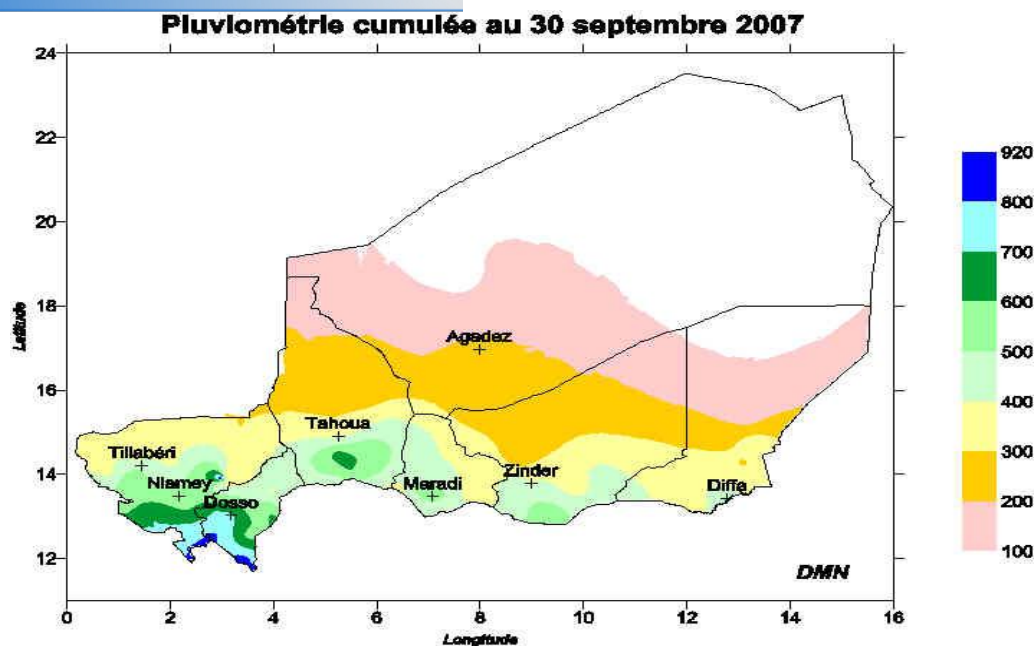 Pluviométrie cumulée au 30 septembre 2007
24
22
20
18
16
14
12
Latitude
0 2 4 6 8 10 12 14 16
Longitude
Agadez
Tahoua
Tillabéri
Niamey
Dosso
Maradi
Zinder
Diffa
DMN
920
800
700
600
500
400
300
200
100